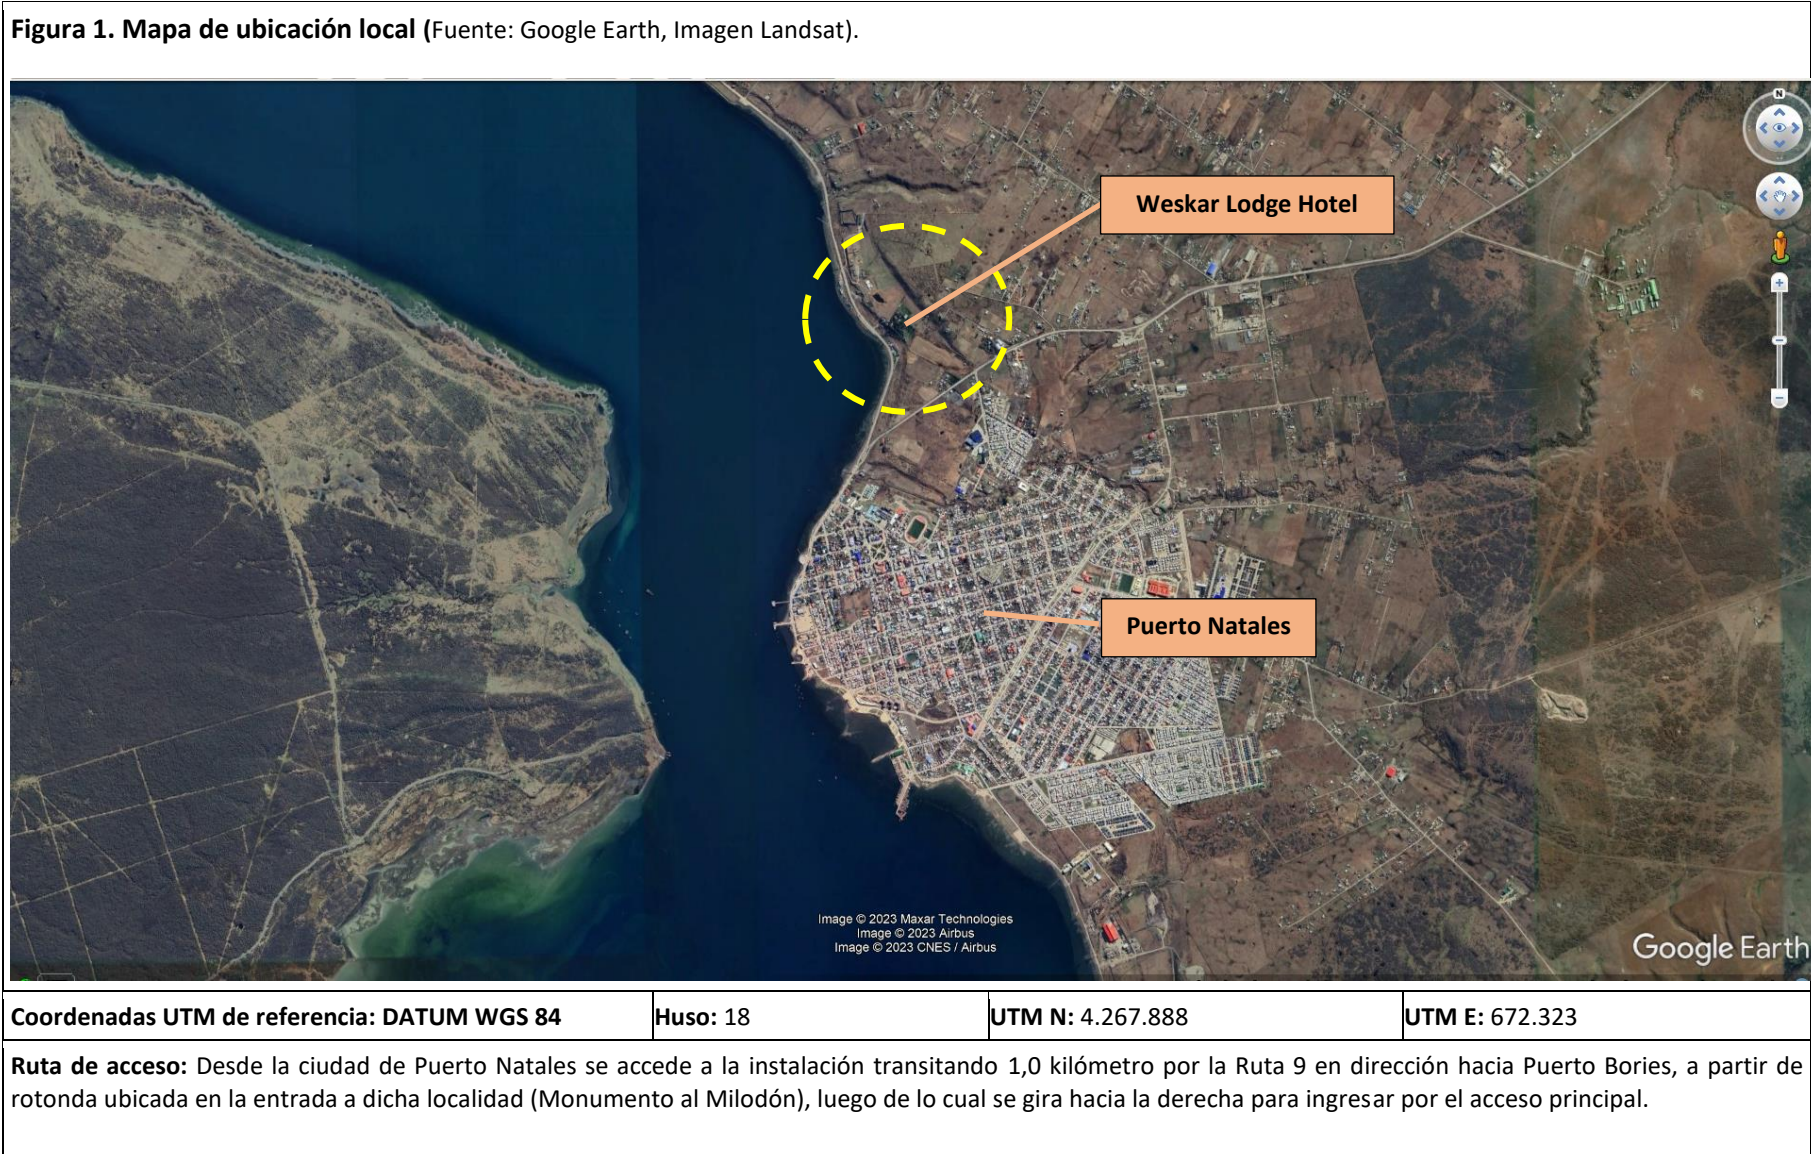 Figura 1. Mapa de ubicación local (Fuente: Google Earth, Imagen Landsat).
N
Weskar Lodge Hotel
Puerto Natales
Image © 2023 Maxar Technologies
Image © 2023 Airbus
Image © 2023 CNES / Airbus
Google Earth
Coordenadas UTM de referencia: DATUM WGS 84 Huso: 18 UTM N: 4.267.888 UTM E: 672.323
Ruta de acceso: Desde la ciudad de Puerto Natales se accede a la instalación transitando 1,0 kilómetro por la Ruta 9 en dirección hacia Puerto Bories, a partir de
rotonda ubicada en la entrada a dicha localidad (Monumento al Milodón), luego de lo cual se gira hacia la derecha para ingresar por el acceso principal.